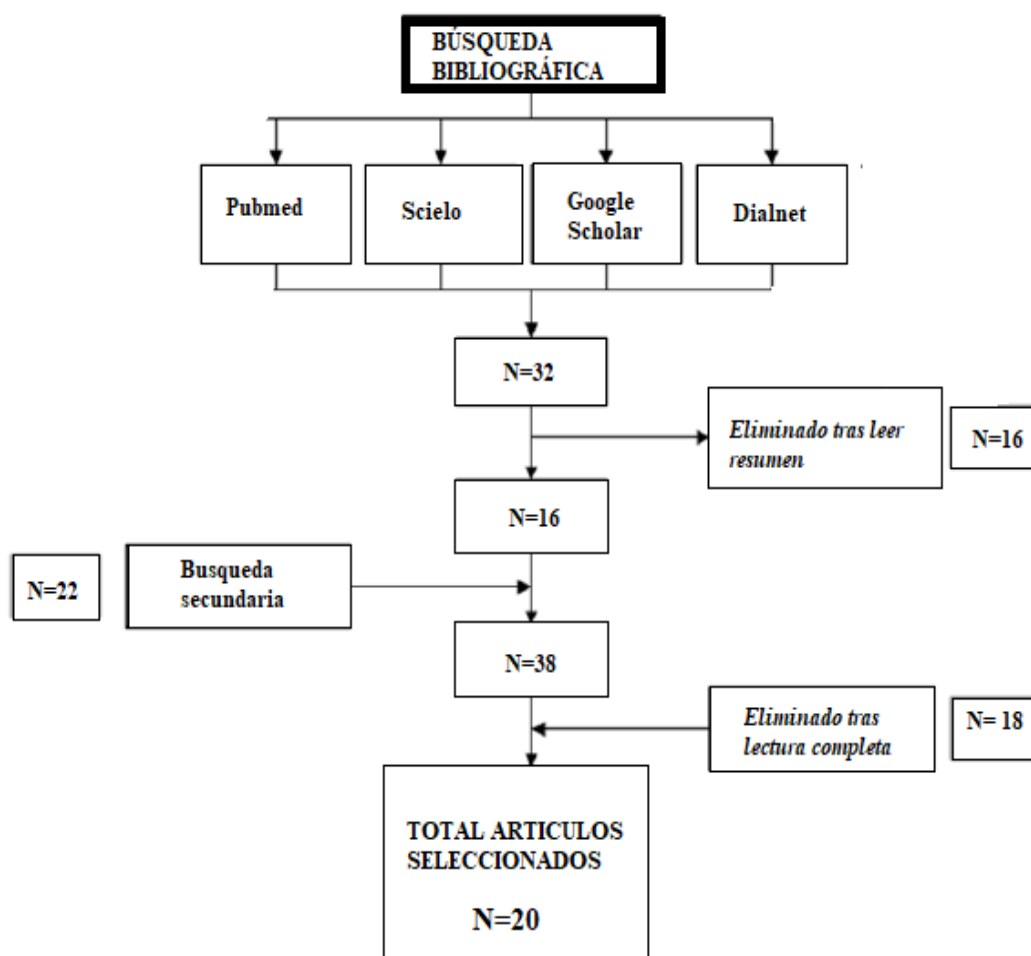 BÚSQUEDA
BIBLIOGRÁFICA
Pubmed
Scielo
Google
Scholar
Dialnet
N=32
Eliminado tras leer
resumen
N=16
N=16
N=22
Busqueda
secundaria
N=38
Eliminado tras
lectura completa
N= 18
TOTAL ARTICULOS
SELECCIONADOS
N=20